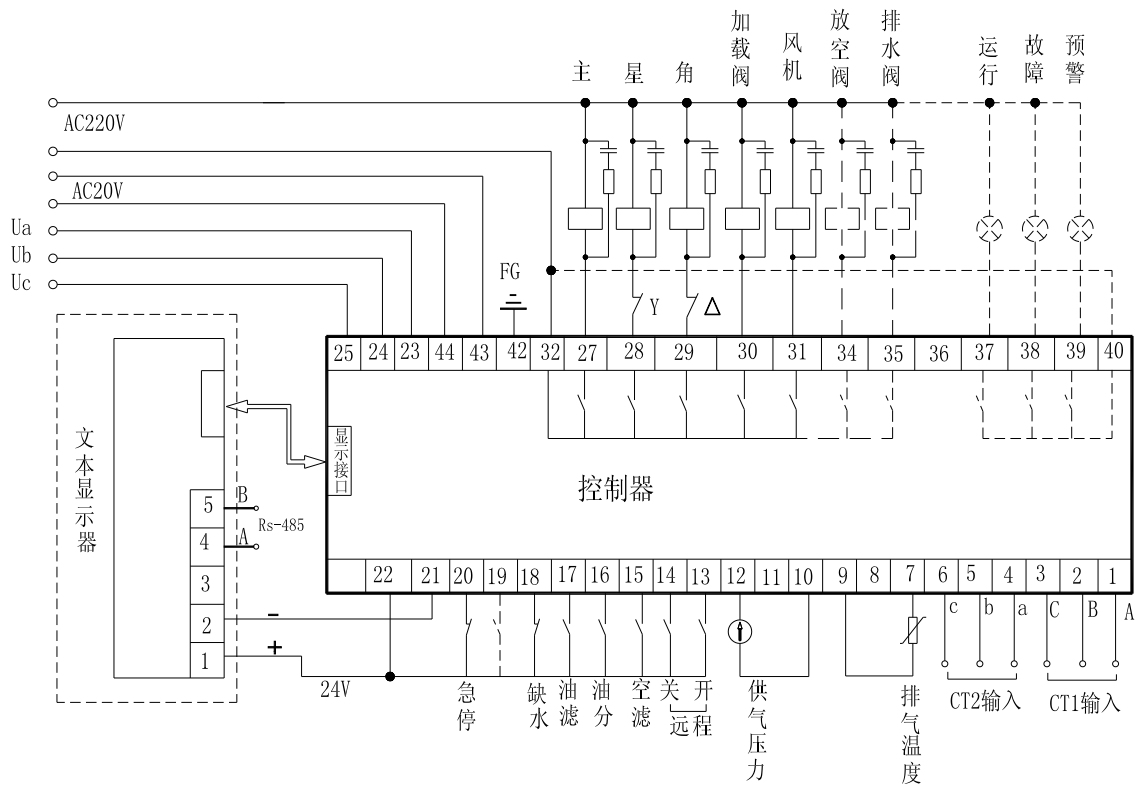 主 星 角 加载阀 风机 放空阀 排水阀 运行 故障 预警
AC220V
AC20V
Ua
Ub
Uc
FG
Y Δ
25 24 23 44 43 42 32 27 28 29 30 31 34 35 36 37 38 39 40
文本显示器
显示接口
控制器
5 B
Rs-485
4 A
3
2 -
1 +
22 21 20 19 18 17 16 15 14 13 12 11 10 9 8 7 6 5 4 3 2 1
c b a C B A
24V
急停 缺水 油滤 油分 空滤 关 开
远程
供气压力
排气温度
CT2输入 CT1输入